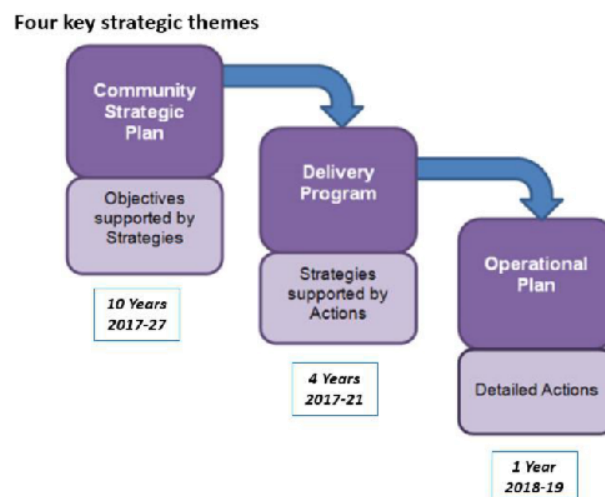 Four key strategic themes
Community
Strategic
Plan
Objectives
supported by
Strategies
10 Years
2017-27
Delivery
Program
Strategies
supported by
Actions
4 Years
2017-21
Operational
Plan
Detailed Actions
1 Year
2018-19